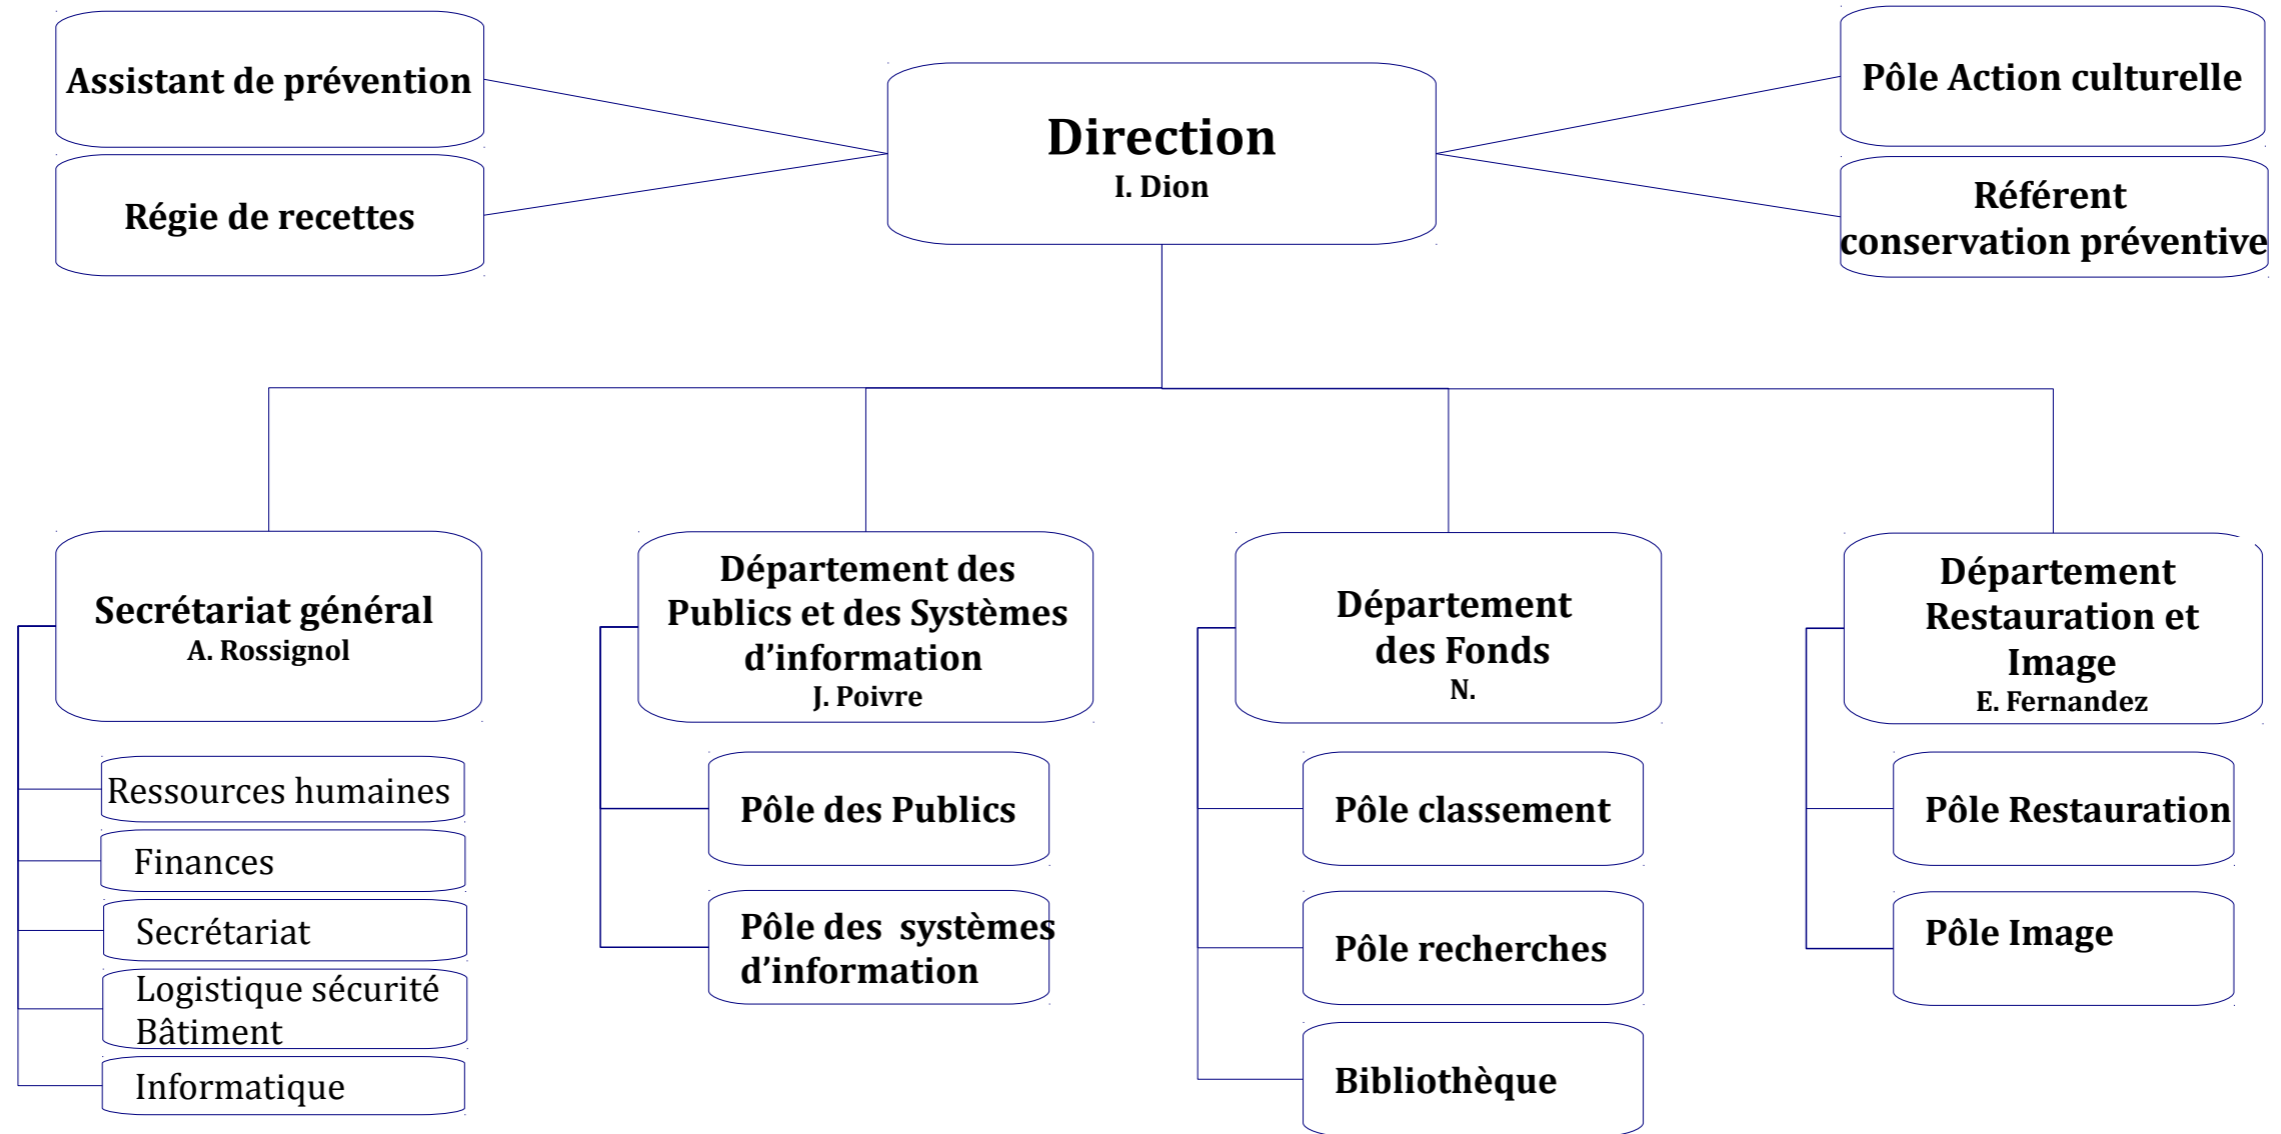 Assistant de prévention
Régie de recettes
Direction
I. Dion
Pôle Action culturelle
Référent
conservation préventive
Secrétariat général
A. Rossignol
Ressources humaines
Finances
Secrétariat
Logistique sécurité
Bâtiment
Informatique
Département des
Publics et des Systèmes
d’information
J. Poivre
Pôle des Publics
Pôle des  systèmes
d’information
Département
des Fonds
N.
Pôle classement
Pôle recherches
Bibliothèque
Département
Restauration et
Image
E. Fernandez
Pôle Restauration
Pôle Image